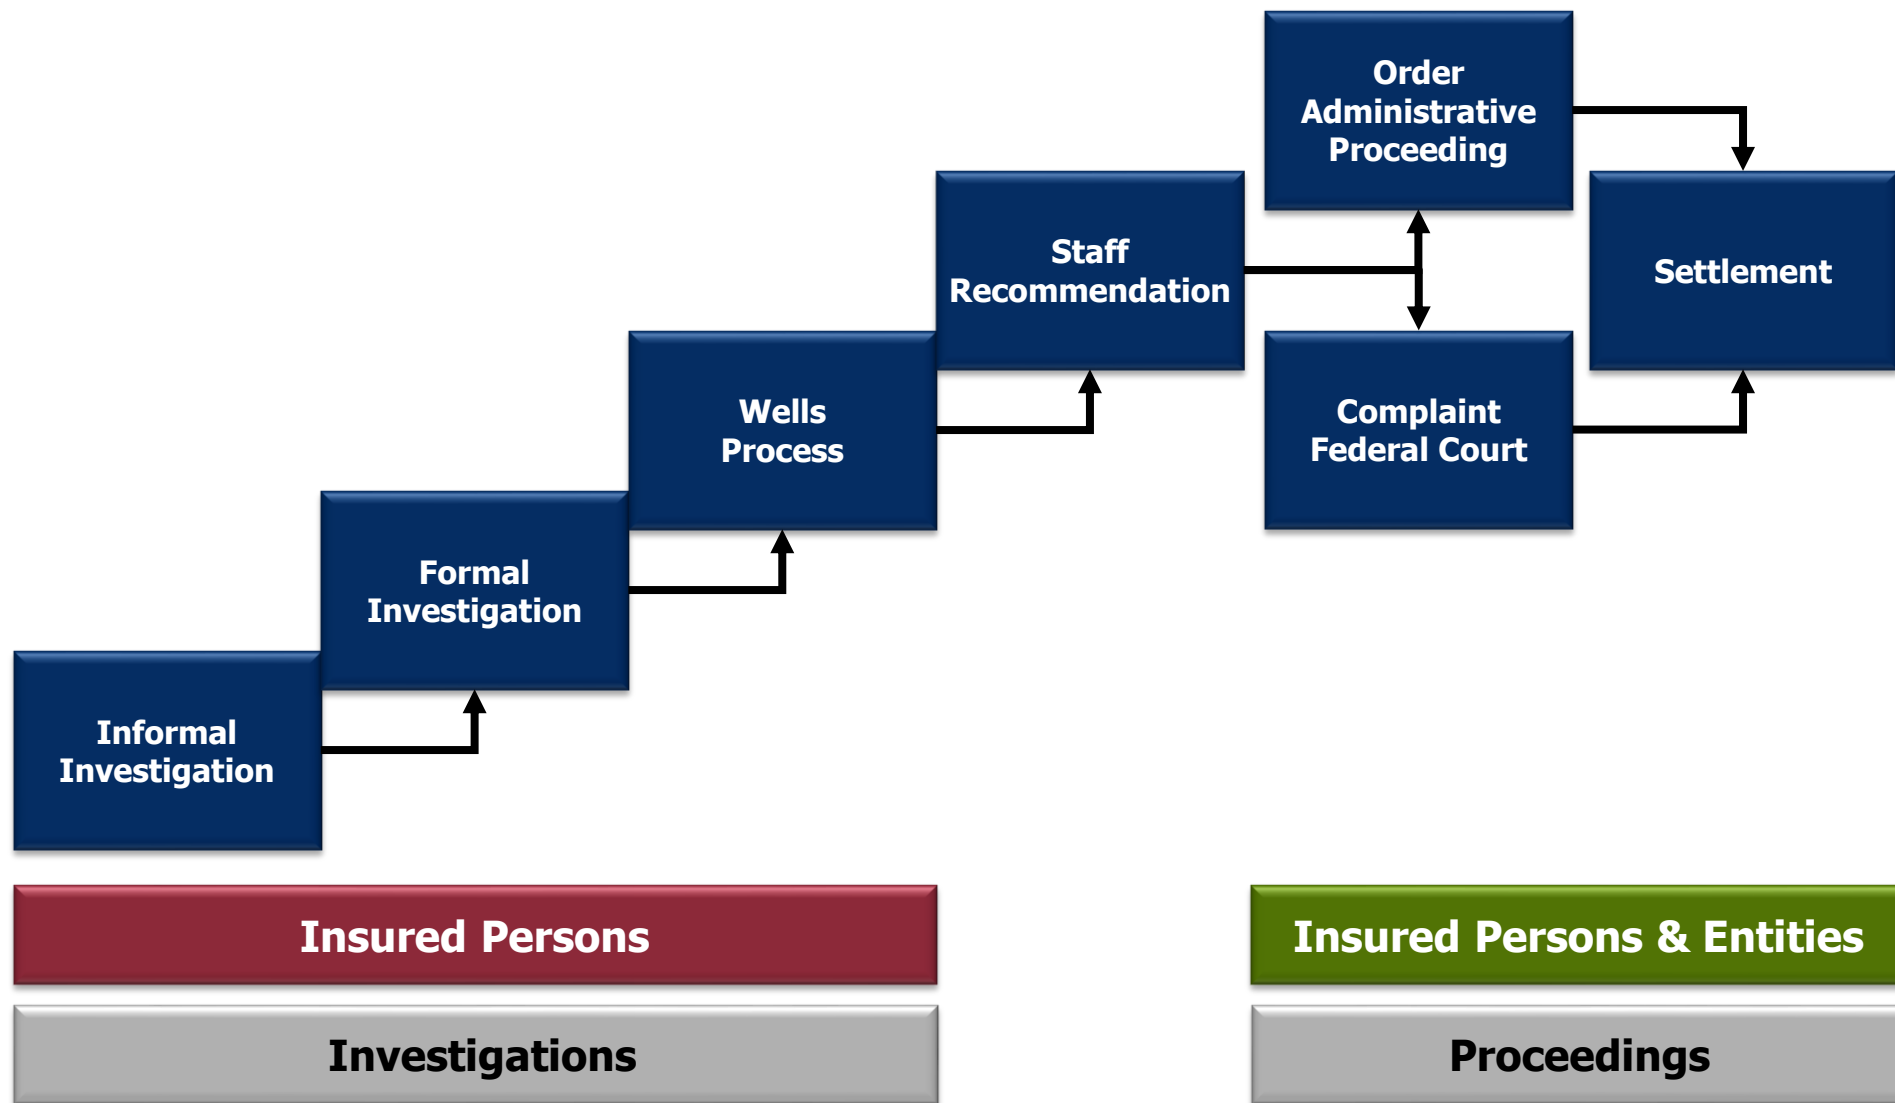 Order
Administrative
Proceeding
Staff
Recommendation
Settlement
Wells
Process
Complaint
Federal Court
Formal
Investigation
Informal
Investigation
Insured Persons
Insured Persons & Entities
Investigations
Proceedings